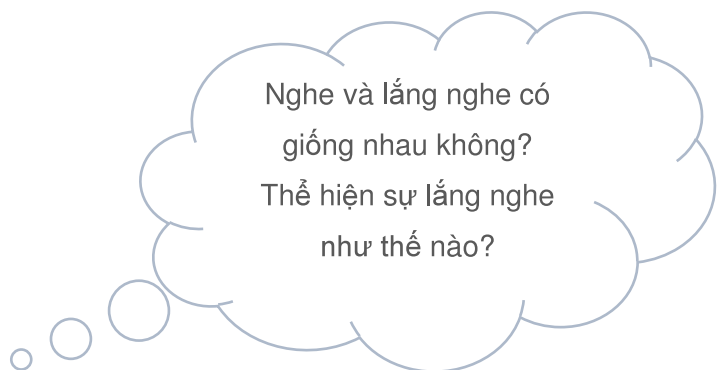 Nghe và lắng nghe có
giống nhau không?
Thể hiện sự lắng nghe
như thế nào?